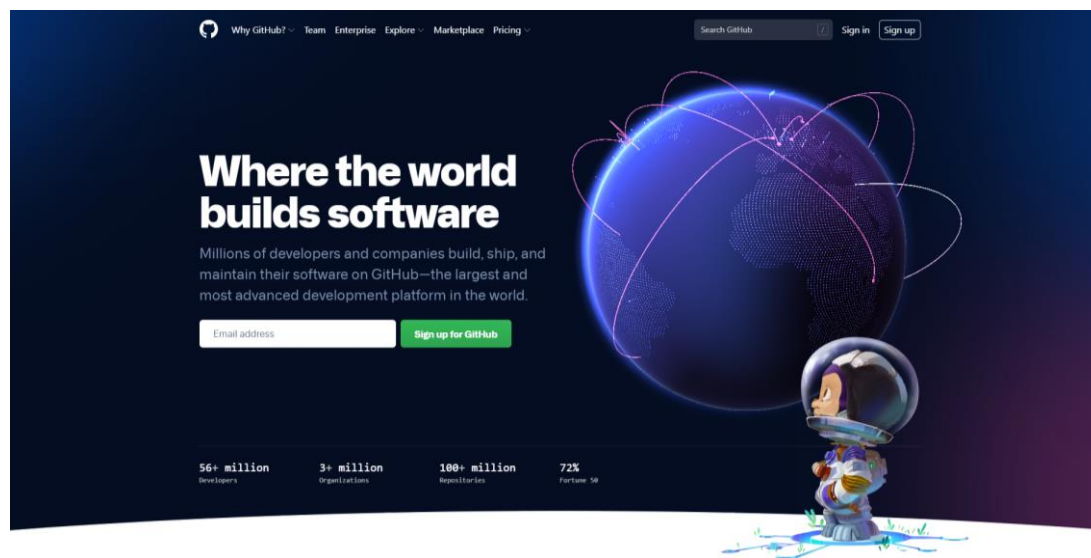 Why GitHub? Team Enterprise Explore Marketplace Pricing Search GitHub / Sign in Sign up
Where the world
builds software
Millions of developers and companies build, ship, and
maintain their software on GitHub—the largest and
most advanced development platform in the world.
Email address Sign up for GitHub
56+ million 3+ million 100+ million 72%
Developers Organizations Repositories Fortune 50